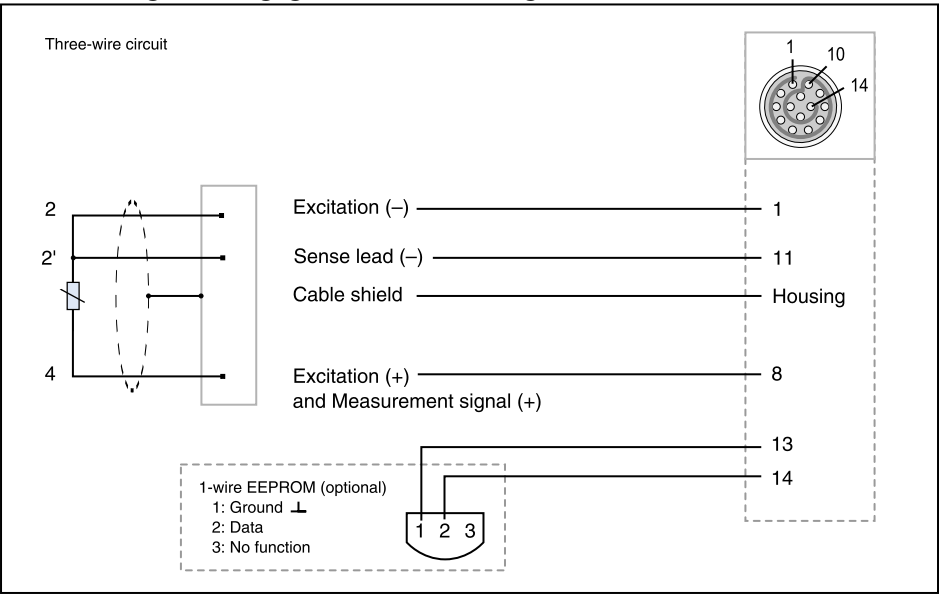 Three-wire circuit
1
10
14
2
Excitation (–)
1
2'
Sense lead (–)
11
Cable shield
Housing
4
Excitation (+)
8
and Measurement signal (+)
13
14
1-wire EEPROM (optional)
1: Ground
2: Data
3: No function
1 2 3